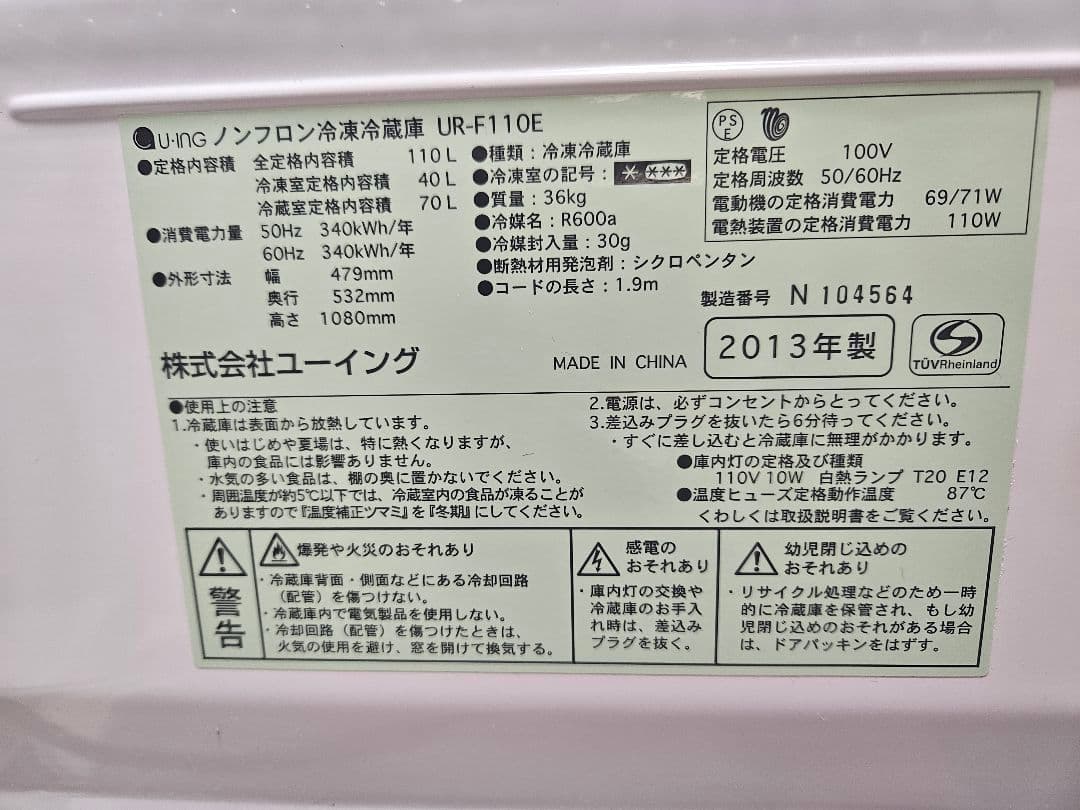 U·ING ノンフロン冷凍冷蔵庫 UR-F110E
●定格内容積 全定格内容積 110L
冷凍室定格内容積 40L
冷蔵室定格内容積 70L
●消費電力量 50Hz 340kWh/年
60Hz 340kWh/年
●外形寸法 幅 479mm
奥行 532mm
高さ 1080mm
●種類：冷凍冷蔵庫
●冷凍室の記号：* ***
●質量：36kg
●冷媒名：R600a
●冷媒封入量：30g
●断熱材用発泡剤：シクロペンタン
●コードの長さ：1.9m
PS
E
定格電圧 100V
定格周波数 50/60Hz
電動機の定格消費電力 69/71W
電熱装置の定格消費電力 110W
製造番号 N 104564
株式会社ユーイング
MADE IN CHINA
2013年製
TÜVRheinland
●使用上の注意
1.冷蔵庫は表面から放熱しています。
・使いはじめや夏場は、特に熱くなりますが、
庫内の食品には影響ありません。
・水気の多い食品は、棚の奥に置かないでください。
・周囲温度が約5℃以下では、冷蔵室内の食品が凍ることが
ありますので『温度補正ツマミ』を『冬期』にしてください。
2.電源は、必ずコンセントからとってください。
3.差込みプラグを抜いたら6分待ってください。
・すぐに差し込むと冷蔵庫に無理がかかります。
●庫内灯の定格及び種類
110V 10W 白熱ランプ T20 E12
●温度ヒューズ定格動作温度 87℃
くわしくは取扱説明書をご覧ください。
警告
爆発や火災のおそれあり
・冷蔵庫背面・側面などにある冷却回路
（配管）を傷つけない。
・冷蔵庫内で電気製品を使用しない。
・冷却回路（配管）を傷つけたときは、
火気の使用を避け、窓を開けて換気する。
感電の
おそれあり
・庫内灯の交換や
冷蔵庫のお手入
れ時は、差込み
プラグを抜く。
幼児閉じ込めの
おそれあり
・リサイクル処理などのため一時
的に冷蔵庫を保管され、もし幼
児閉じ込めのおそれがある場合
は、ドアパッキンをはずす。